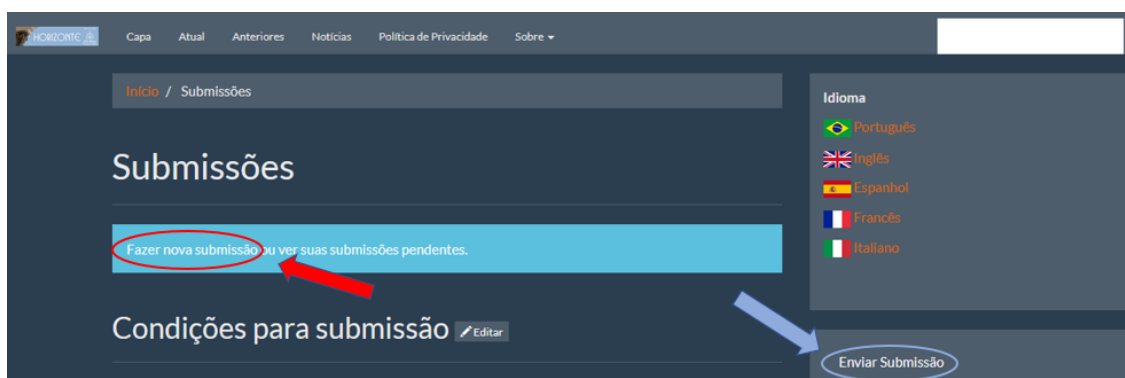 HORIZONTE
Capa Atual Anteriores Notícias Política de Privacidade Sobre
Início / Submissões
Submissões
Fazer nova submissão ou ver suas submissões pendentes.
Condições para submissão Editar
Idioma
Português
Inglês
Espanhol
Francês
Italiano
Enviar Submissão